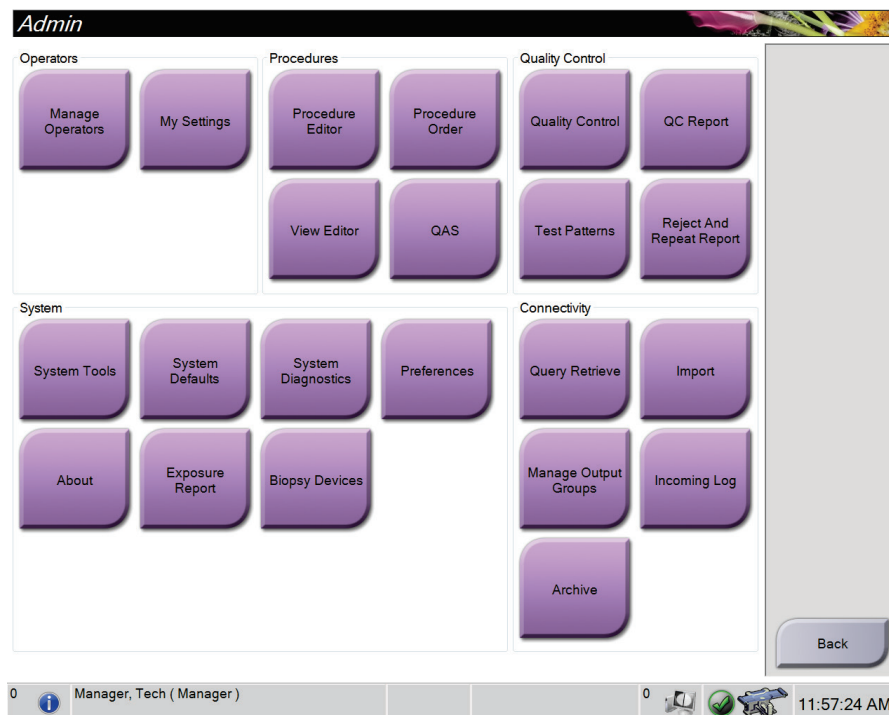 Admin
Operators
Manage
Operators
My Settings
Procedures
Procedure
Editor
Procedure
Order
View Editor
QAS
Quality Control
Quality Control
QC Report
Test Patterns
Reject And
Repeat Report
System
System Tools
System
Defaults
System
Diagnostics
Preferences
About
Exposure
Report
Biopsy Devices
Connectivity
Query Retrieve
Import
Manage Output
Groups
Incoming Log
Archive
Back
0
Manager, Tech ( Manager )
0
11:57:24 AM